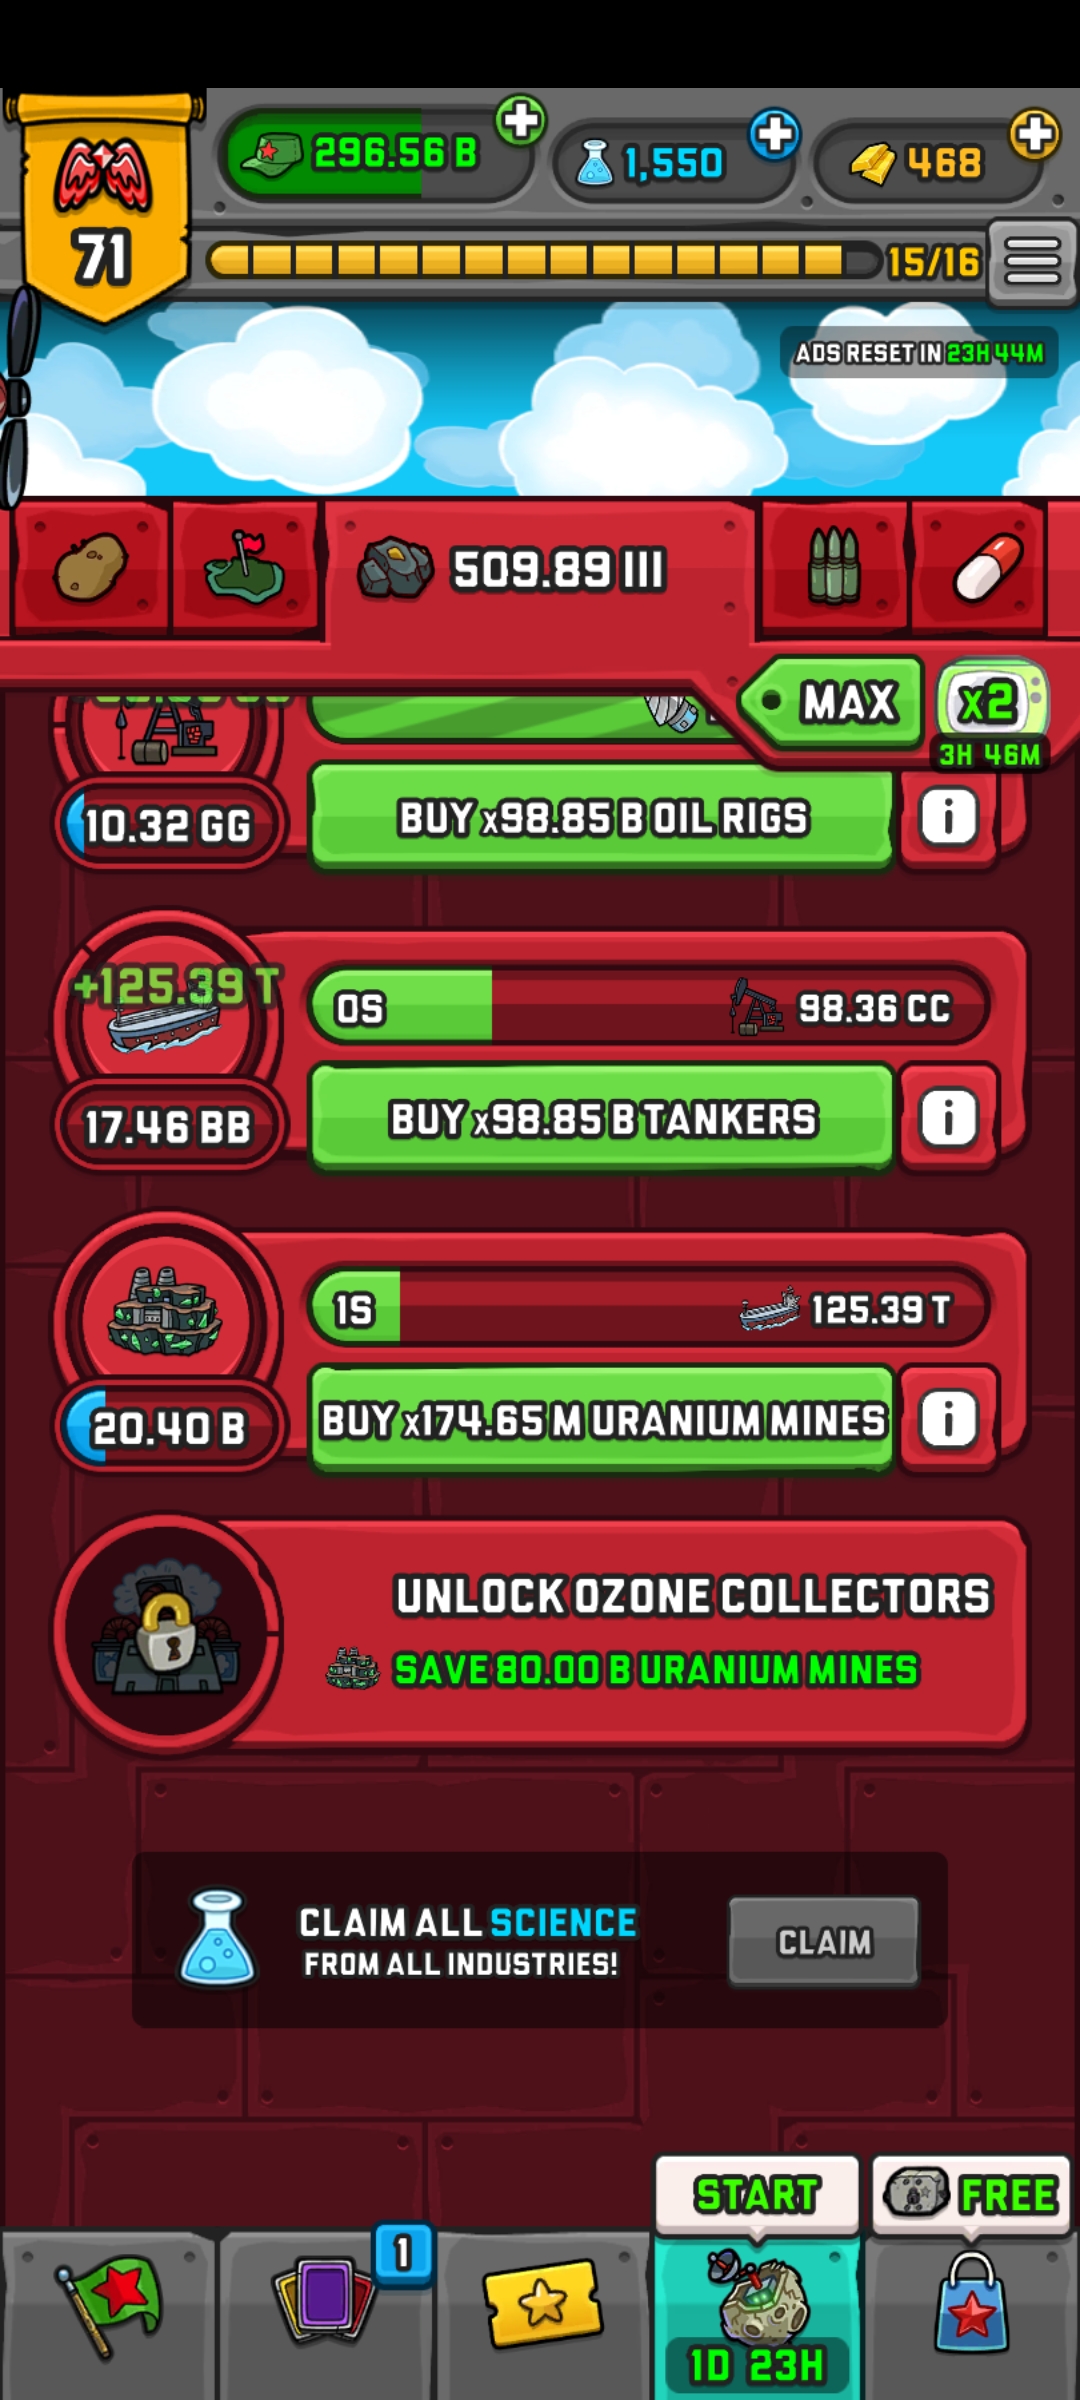 296.56 B
1,550
468
71
15/16
ADS RESET IN 23H 44M
509.89 III
MAX
x2
3H 46M
10.32 GG
BUY x98.85 B OIL RIGS
i
+125.39 T
0S
98.36 CC
17.46 BB
BUY x98.85 B TANKERS
i
1S
125.39 T
20.40 B
BUY x174.65 M URANIUM MINES
i
UNLOCK OZONE COLLECTORS
SAVE 80.00 B URANIUM MINES
CLAIM ALL SCIENCE
FROM ALL INDUSTRIES!
CLAIM
START
FREE
1
1D 23H